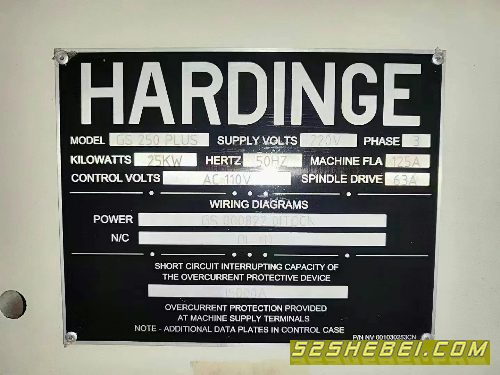 HARDINGE
MODEL GS 250 PLUS SUPPLY VOLTS 220V PHASE 3
KILOWATTS 25KW HERTZ 50HZ MACHINE FLA 125A
CONTROL VOLTS AC-110V SPINDLE DRIVE 63A
WIRING DIAGRAMS
POWER
N/C
SHORT CIRCUIT INTERRUPTING CAPACITY OF
THE OVERCURRENT PROTECTIVE DEVICE
OVERCURRENT PROTECTION PROVIDED
AT MACHINE SUPPLY TERMINALS
NOTE - ADDITIONAL DATA PLATES IN CONTROL CASE
P/N NV 0010302S3CN
52SHEBEI.COM